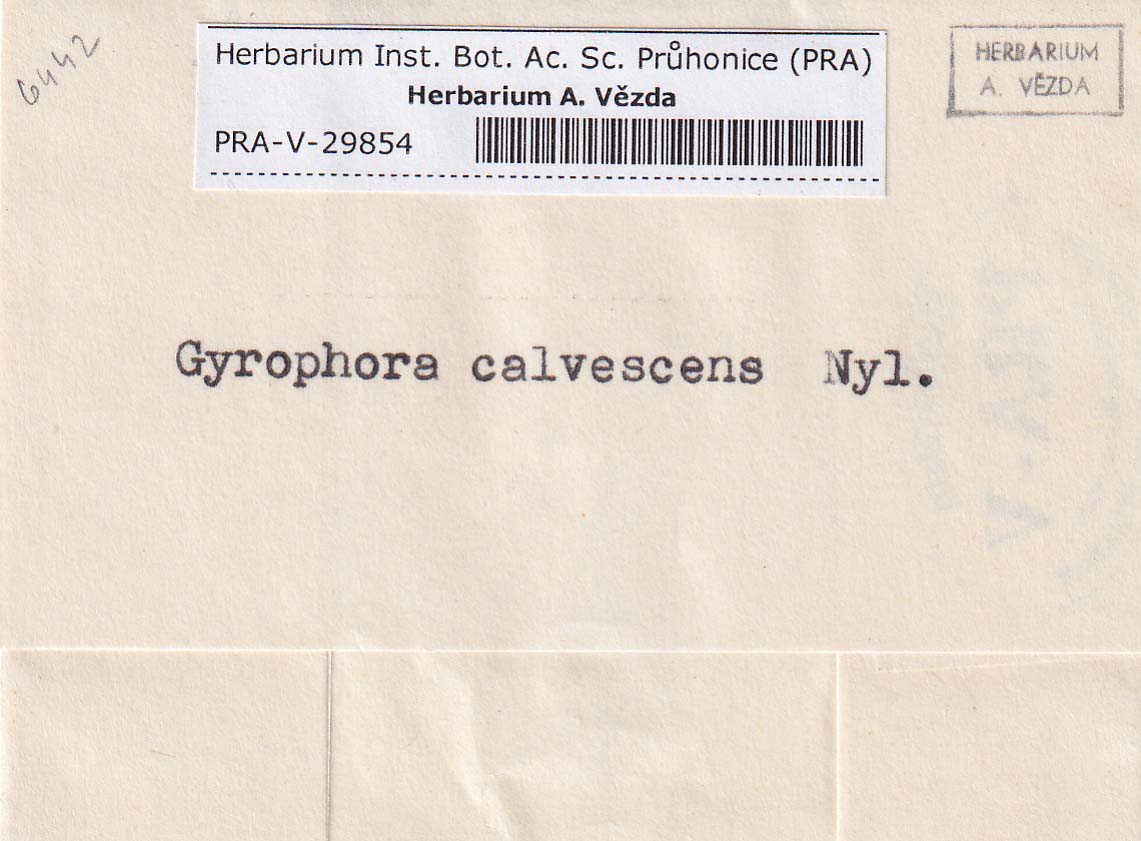 6442
Herbarium Inst. Bot. Ac. Sc. Průhonice (PRA)
Herbarium A. Vězda
PRA-V-29854
HERBARIUM
A. VĚZDA
Gyrophora calvescens Nyl.